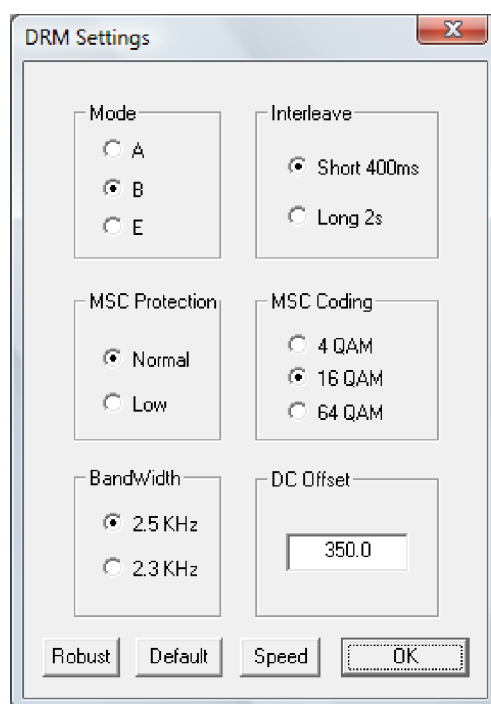 DRM Settings
Mode
A
B
E
Interleave
Short 400ms
Long 2s
MSC Protection
Normal
Low
MSC Coding
4 QAM
16 QAM
64 QAM
BandWidth
2.5 KHz
2.3 KHz
DC Offset
350.0
Robust Default Speed OK